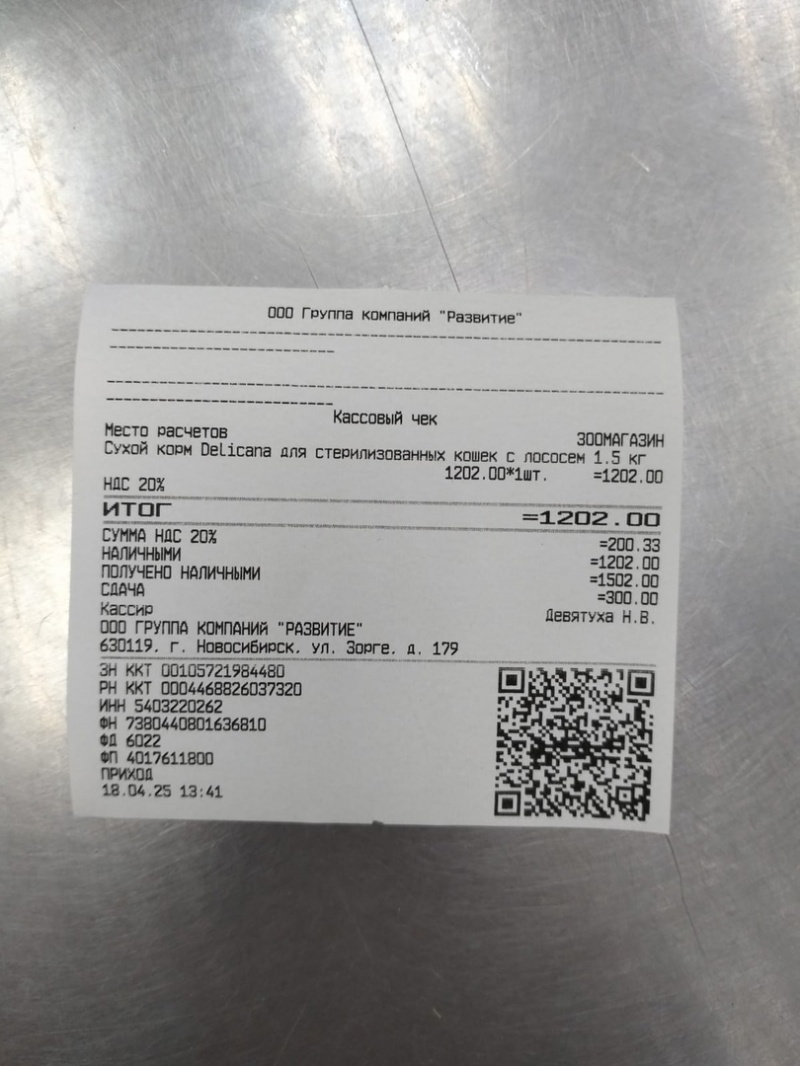 ООО Группа компаний "Развитие"
Кассовый чек
Место расчетов ЗООМАГАЗИН
Сухой корм Delicana для стерилизованных кошек с лососем 1.5 кг
1202.00*1шт. =1202.00
НДС 20%
ИТОГ =1202.00
СУММА НДС 20% =200.33
НАЛИЧНЫМИ =1202.00
ПОЛУЧЕНО НАЛИЧНЫМИ =1502.00
СДАЧА =300.00
Кассир Девятуха Н.В.
ООО ГРУППА КОМПАНИЙ "РАЗВИТИЕ"
630119, г. Новосибирск, ул. Зорге, д. 179
ЗН ККТ 00105721984480
РН ККТ 0004468826037320
ИНН 5403220262
ФН 7380440801636810
ФД 6022
ФП 4017611800
ПРИХОД
18.04.25 13:41